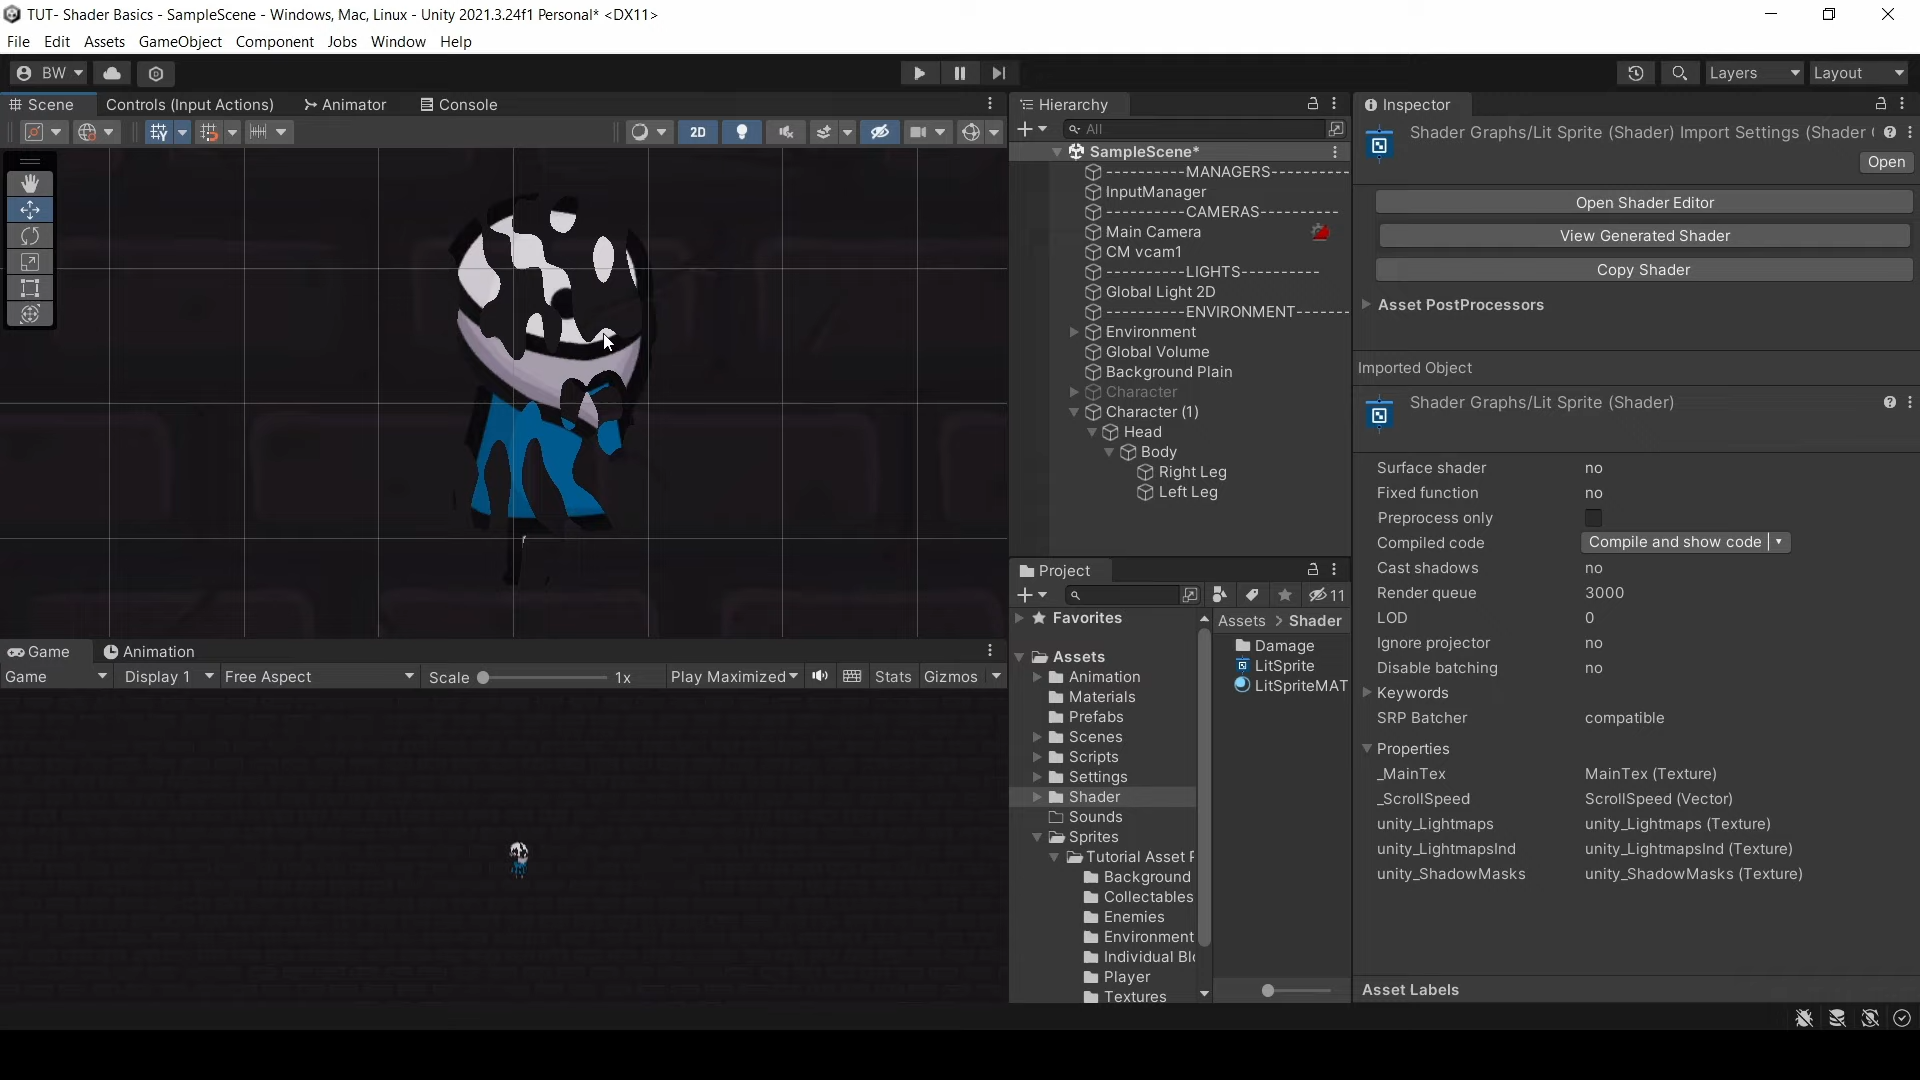 TUT- Shader Basics - SampleScene - Windows, Mac, Linux - Unity 2021.3.24f1 Personal* <DX11>
File Edit Assets GameObject Component Jobs Window Help
BW Layers Layout
Scene Controls (Input Actions) Animator Console
2D
Hierarchy
All
SampleScene*
----------MANAGERS----------
InputManager
----------CAMERAS----------
Main Camera
CM vcam1
----------LIGHTS----------
Global Light 2D
----------ENVIRONMENT-------
Environment
Global Volume
Background Plain
Character
Character (1)
Head
Body
Right Leg
Left Leg
Inspector
Shader Graphs/Lit Sprite (Shader) Import Settings (Shader (
Open
Open Shader Editor
View Generated Shader
Copy Shader
Asset PostProcessors
Imported Object
Shader Graphs/Lit Sprite (Shader)
Surface shader no
Fixed function no
Preprocess only
Compiled code Compile and show code
Cast shadows no
Render queue 3000
LOD 0
Ignore projector no
Disable batching no
Keywords
SRP Batcher compatible
Properties
_MainTex MainTex (Texture)
_ScrollSpeed ScrollSpeed (Vector)
unity_Lightmaps unity_Lightmaps (Texture)
unity_LightmapsInd unity_LightmapsInd (Texture)
unity_ShadowMasks unity_ShadowMasks (Texture)
Asset Labels
Project
11
Favorites
Assets
Animation
Materials
Prefabs
Scenes
Scripts
Settings
Shader
Sounds
Sprites
Tutorial Asset F
Background
Collectables
Enemies
Environment
Individual Blo
Player
Textures
Assets > Shader
Damage
LitSprite
LitSpriteMAT
Game Animation
Game Display 1 Free Aspect Scale 1x Play Maximized Stats Gizmos